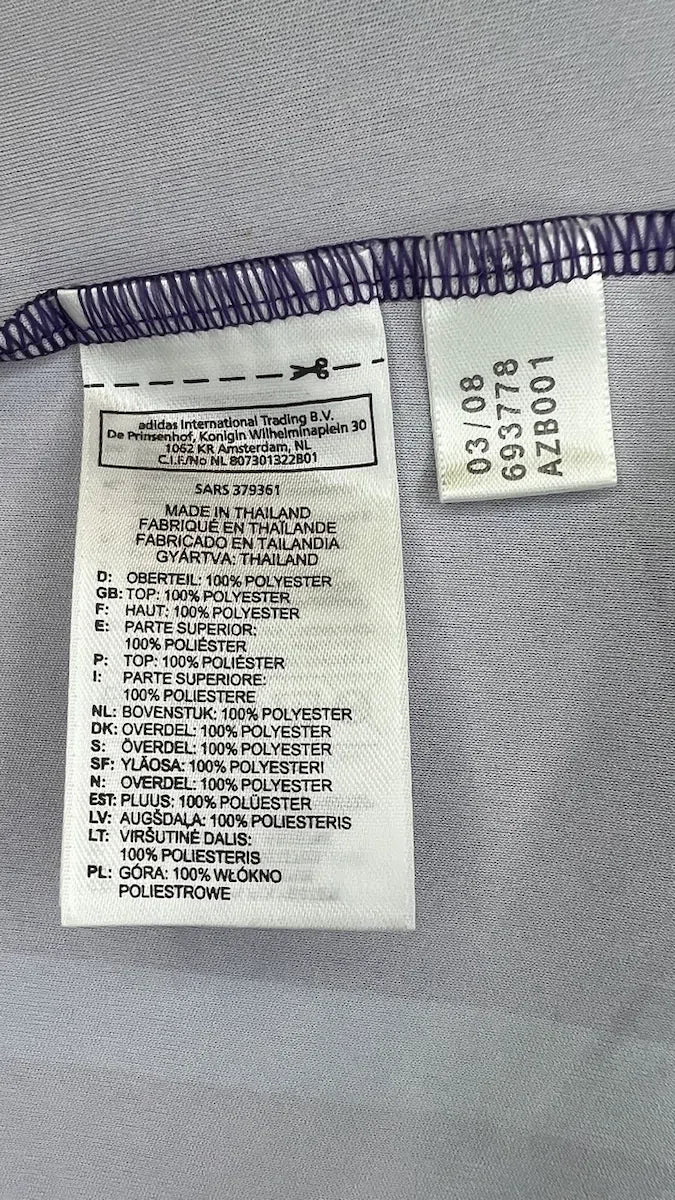 adidas International Trading B.V.
De Prinsenhof, Konigin Wilhelminaplein 30
1062 KR Amsterdam, NL
C.I.F./No NL 807301322B01
SARS 379361
MADE IN THAILAND
FABRIQUÉ EN THAÏLANDE
FABRICADO EN TAILANDIA
GYÁRTVA: THAILAND
D: OBERTEIL: 100% POLYESTER
GB: TOP: 100% POLYESTER
F: HAUT: 100% POLYESTER
E: PARTE SUPERIOR:
100% POLIÉSTER
P: TOP: 100% POLIÉSTER
I: PARTE SUPERIORE:
100% POLIESTERE
NL: BOVENSTUK: 100% POLYESTER
DK: OVERDEL: 100% POLYESTER
S: ÖVERDEL: 100% POLYESTER
SF: YLÄOSA: 100% POLYESTERI
N: OVERDEL: 100% POLYESTER
EST: PLUUS: 100% POLÜESTER
LV: AUGŠDAĻA: 100% POLIESTERIS
LT: VIRŠUTINĖ DALIS:
100% POLIESTERIS
PL: GÓRA: 100% WŁÓKNO
POLIESTROWE
03/08
693778
AZB001